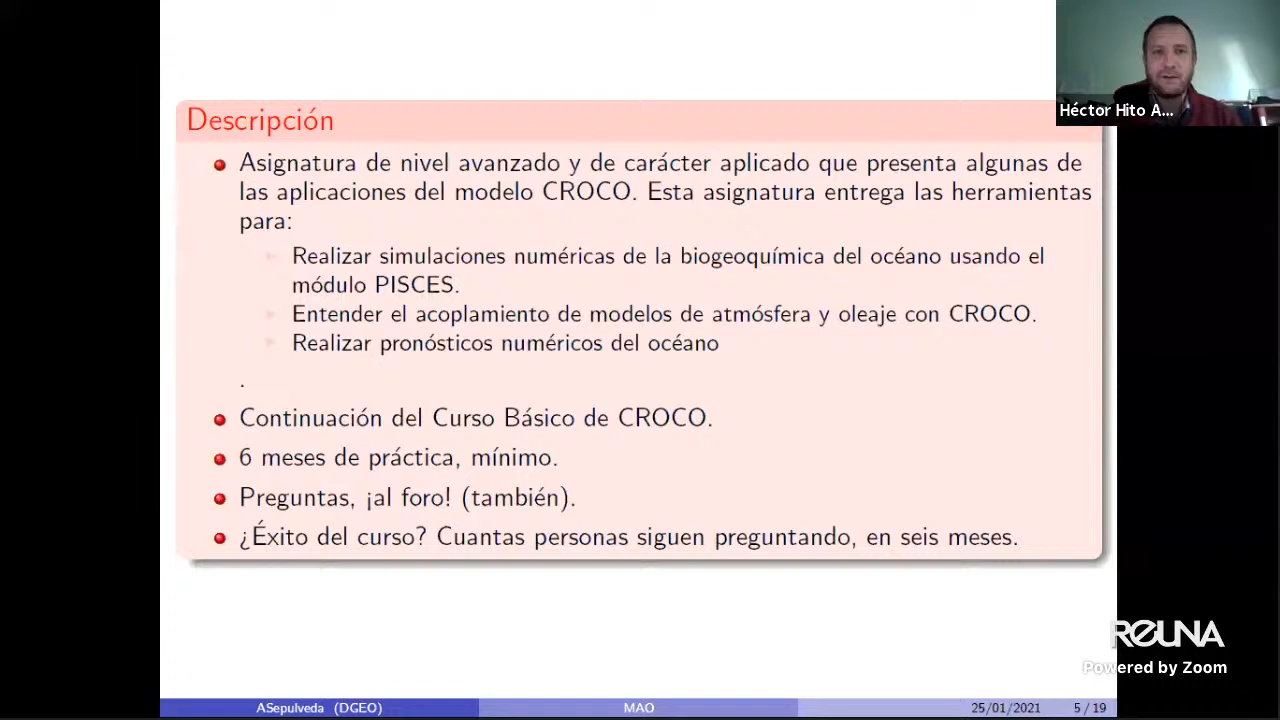 Descripción
Asignatura de nivel avanzado y de carácter aplicado que presenta algunas de
las aplicaciones del modelo CROCO. Esta asignatura entrega las herramientas
para:
Realizar simulaciones numéricas de la biogeoquímica del océano usando el
módulo PISCES.
Entender el acoplamiento de modelos de atmósfera y oleaje con CROCO.
Realizar pronósticos numéricos del océano
.
Continuación del Curso Básico de CROCO.
6 meses de práctica, mínimo.
Preguntas, ¡al foro! (también).
¿Éxito del curso? Cuantas personas siguen preguntando, en seis meses.
Héctor Hito A...
REUNA
Powered by Zoom
ASepulveda (DGEO)
MAO
25/01/2021
5 / 19